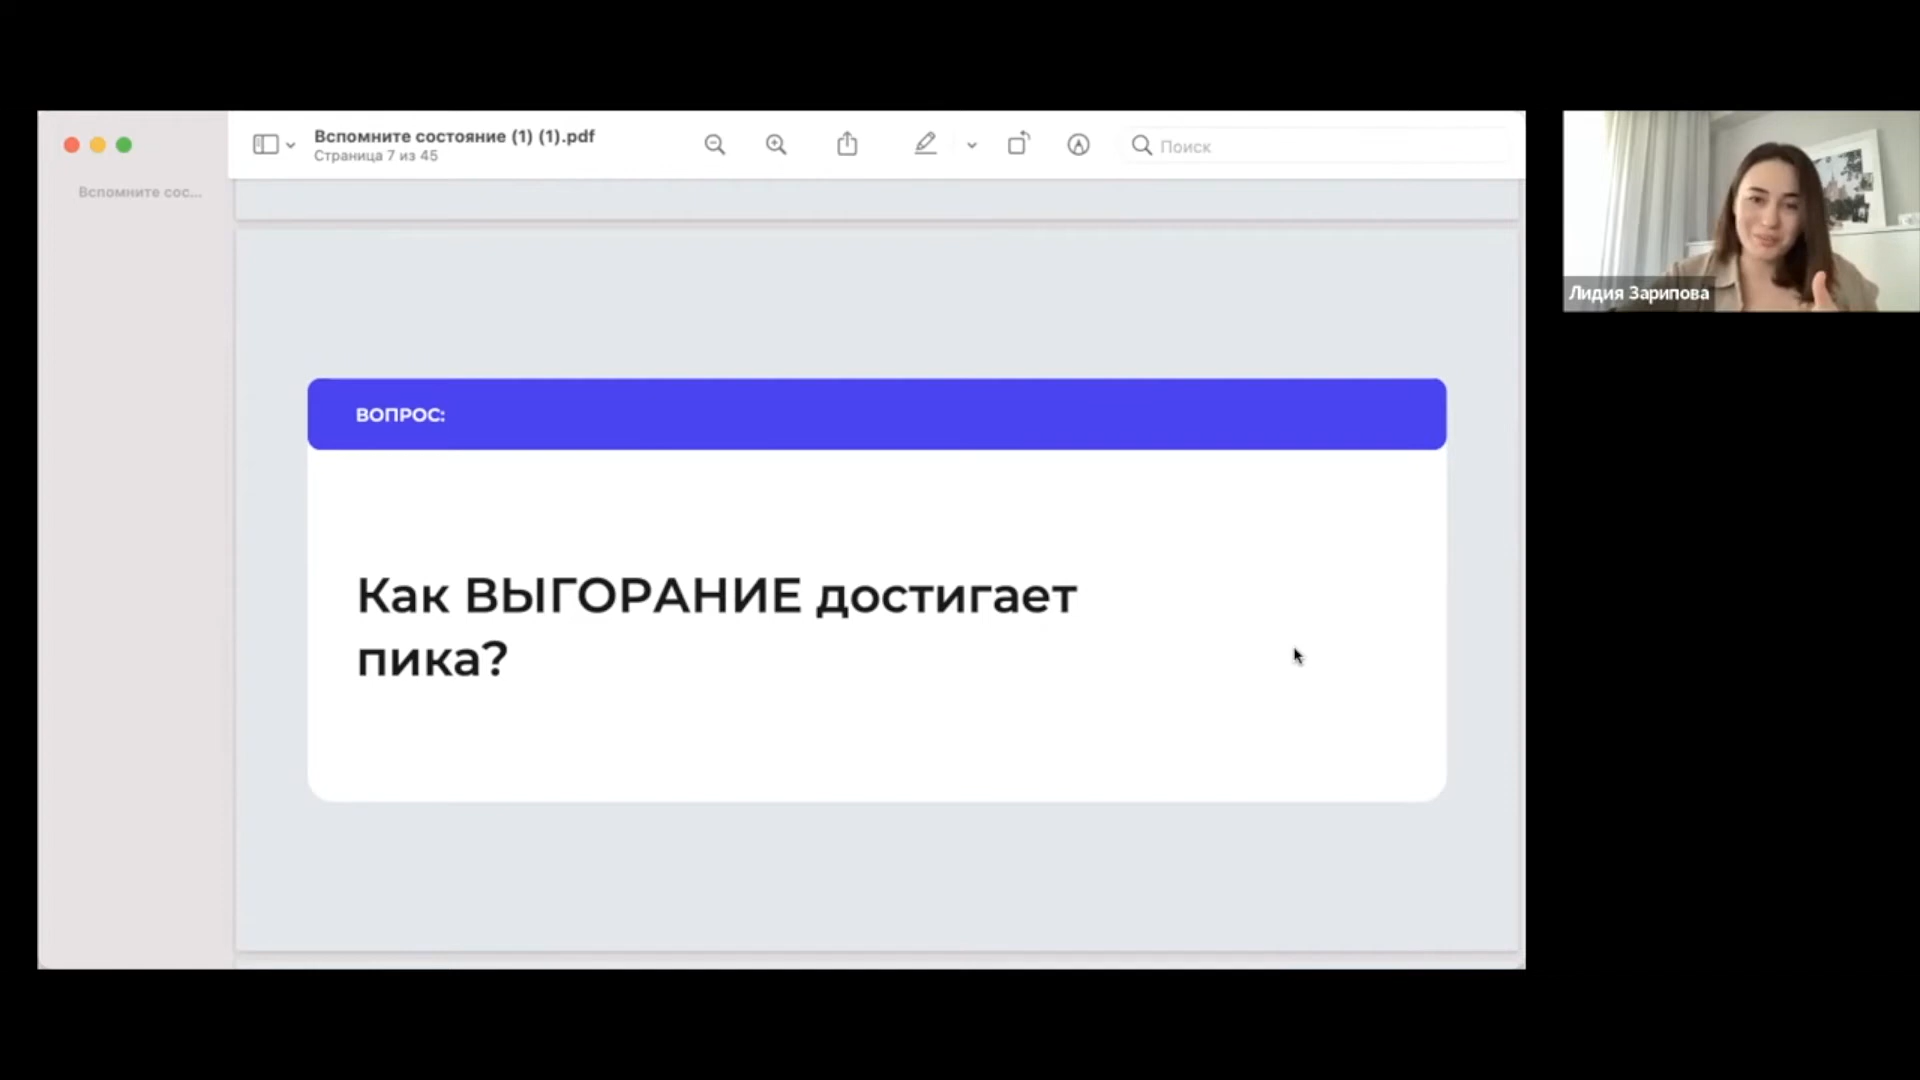 Вспомните состояние (1) (1).pdf
Страница 7 из 45
Поиск
Вспомните сос...
Лидия Зарипова
ВОПРОС:
Как ВЫГОРАНИЕ достигает
пика?